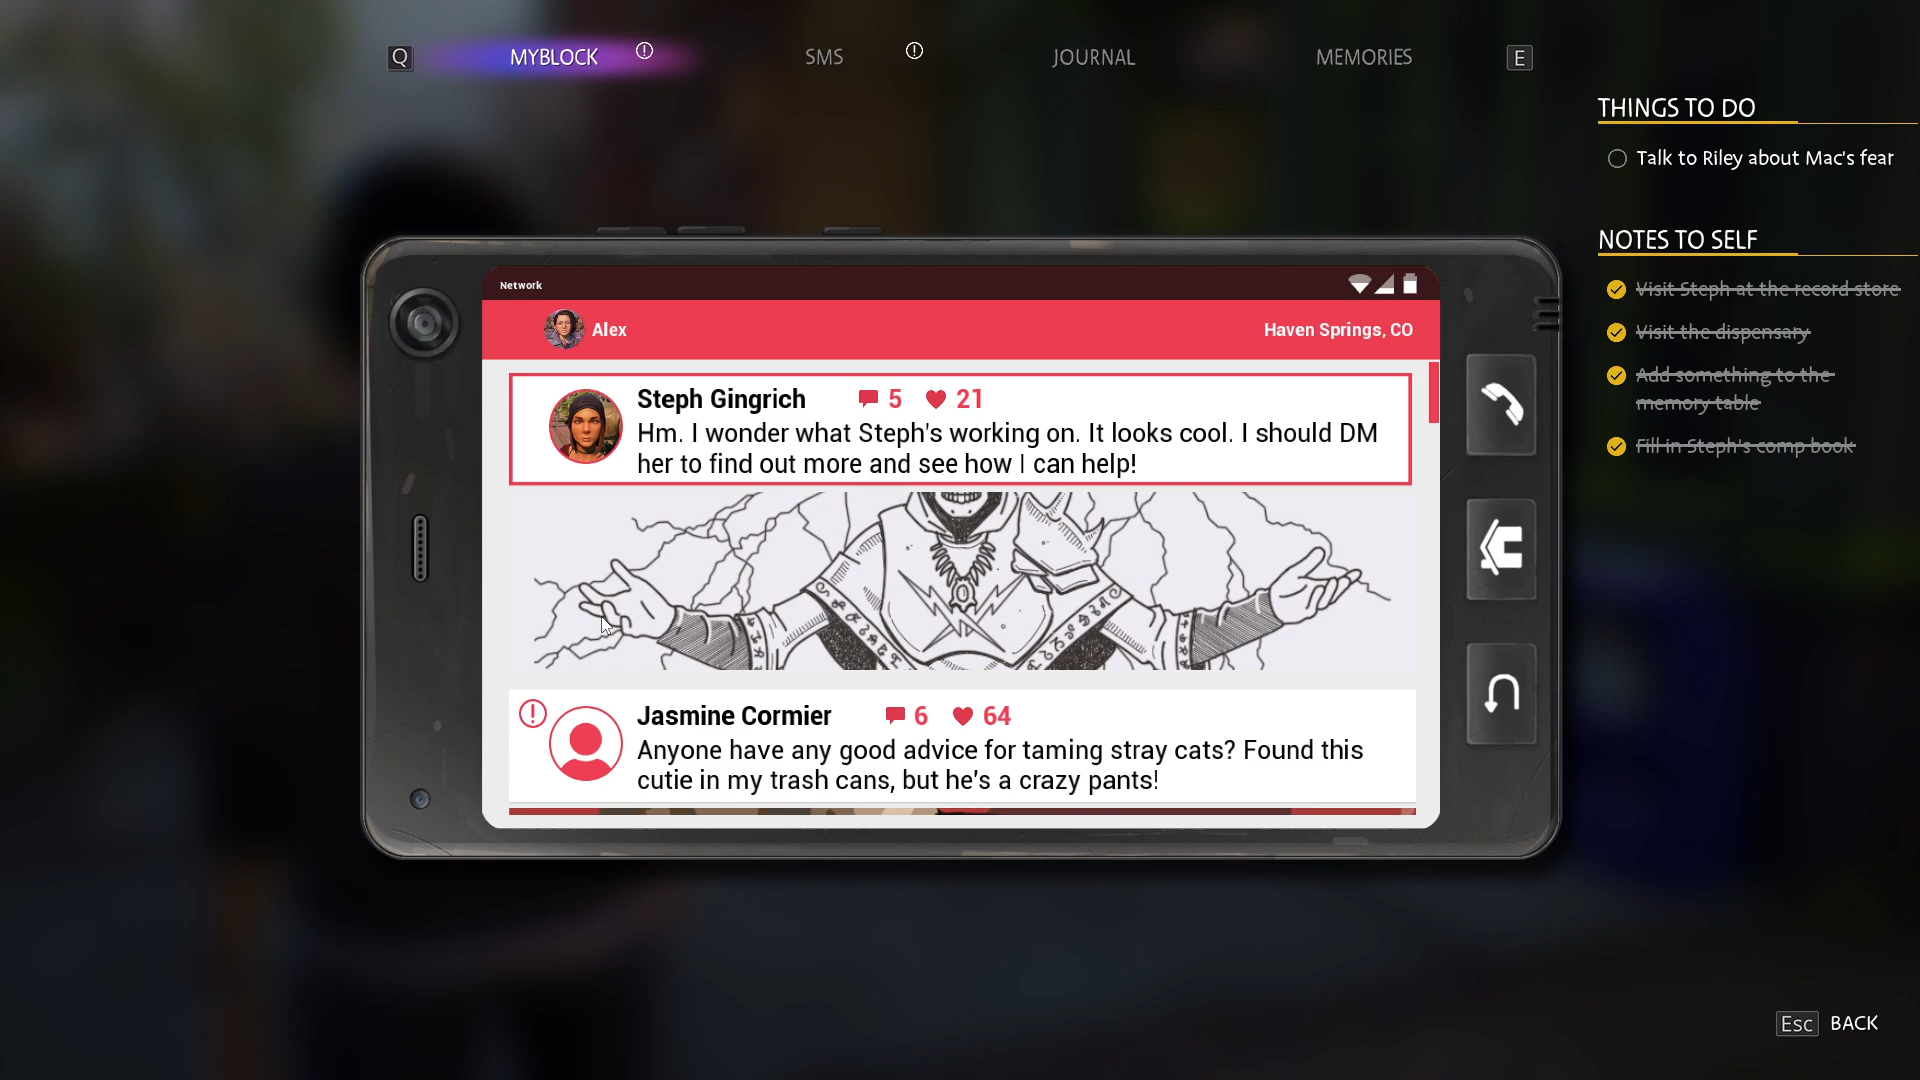 Q
MYBLOCK
SMS
JOURNAL
MEMORIES
E
THINGS TO DO
Talk to Riley about Mac's fear
NOTES TO SELF
Visit Steph at the record store
Visit the dispensary
Add something to the
memory table
Fill in Steph's comp book
Network
Alex
Haven Springs, CO
Steph Gingrich 5 21
Hm. I wonder what Steph's working on. It looks cool. I should DM
her to find out more and see how I can help!
Jasmine Cormier 6 64
Anyone have any good advice for taming stray cats? Found this
cutie in my trash cans, but he's a crazy pants!
Esc BACK